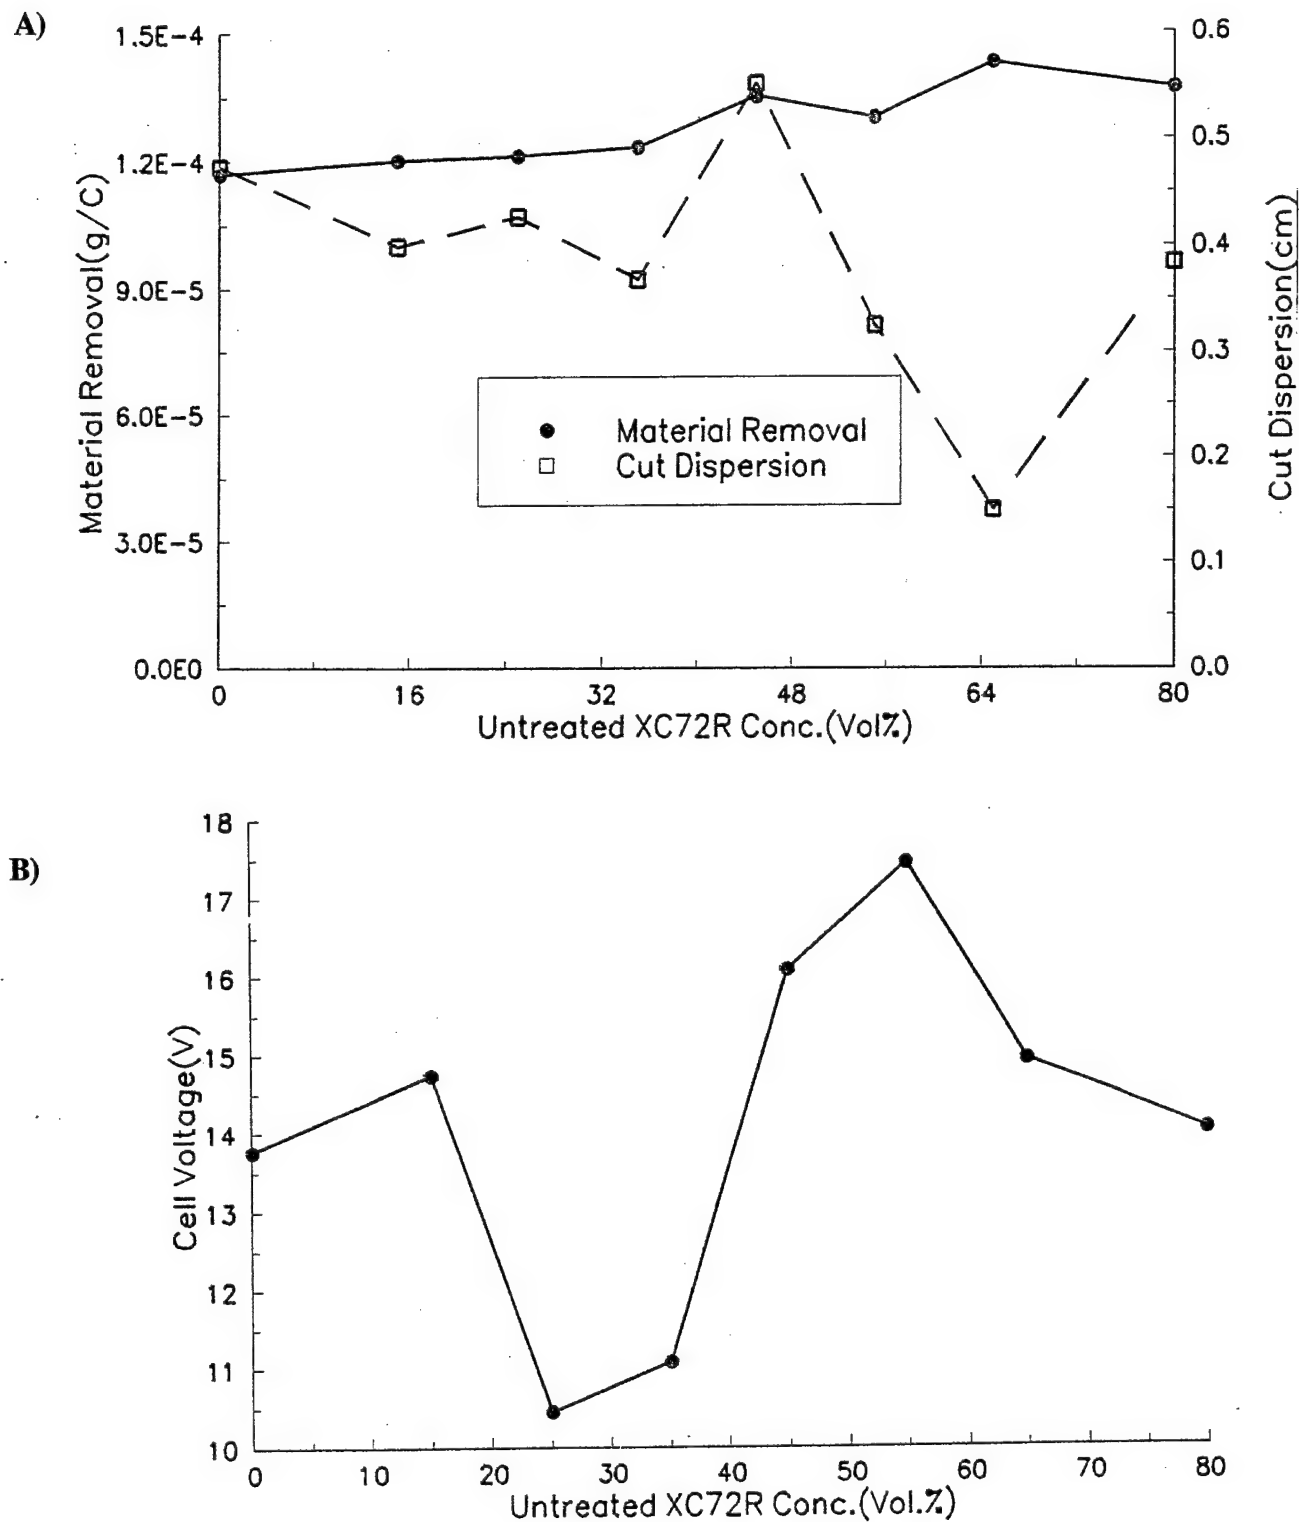 A)
1.5E-4
1.2E-4
9.0E-5
6.0E-5
3.0E-5
0.0E0
Material Removal(g/C)
0.6
0.5
0.4
0.3
0.2
0.1
0.0
Cut Dispersion(cm)
Material Removal
Cut Dispersion
0 16 32 48 64 80
Untreated XC72R Conc.(Vol%)
B)
18
17
16
15
14
13
12
11
10
Cell Voltage(V)
0 10 20 30 40 50 60 70 80
Untreated XC72R Conc.(Vol.%)